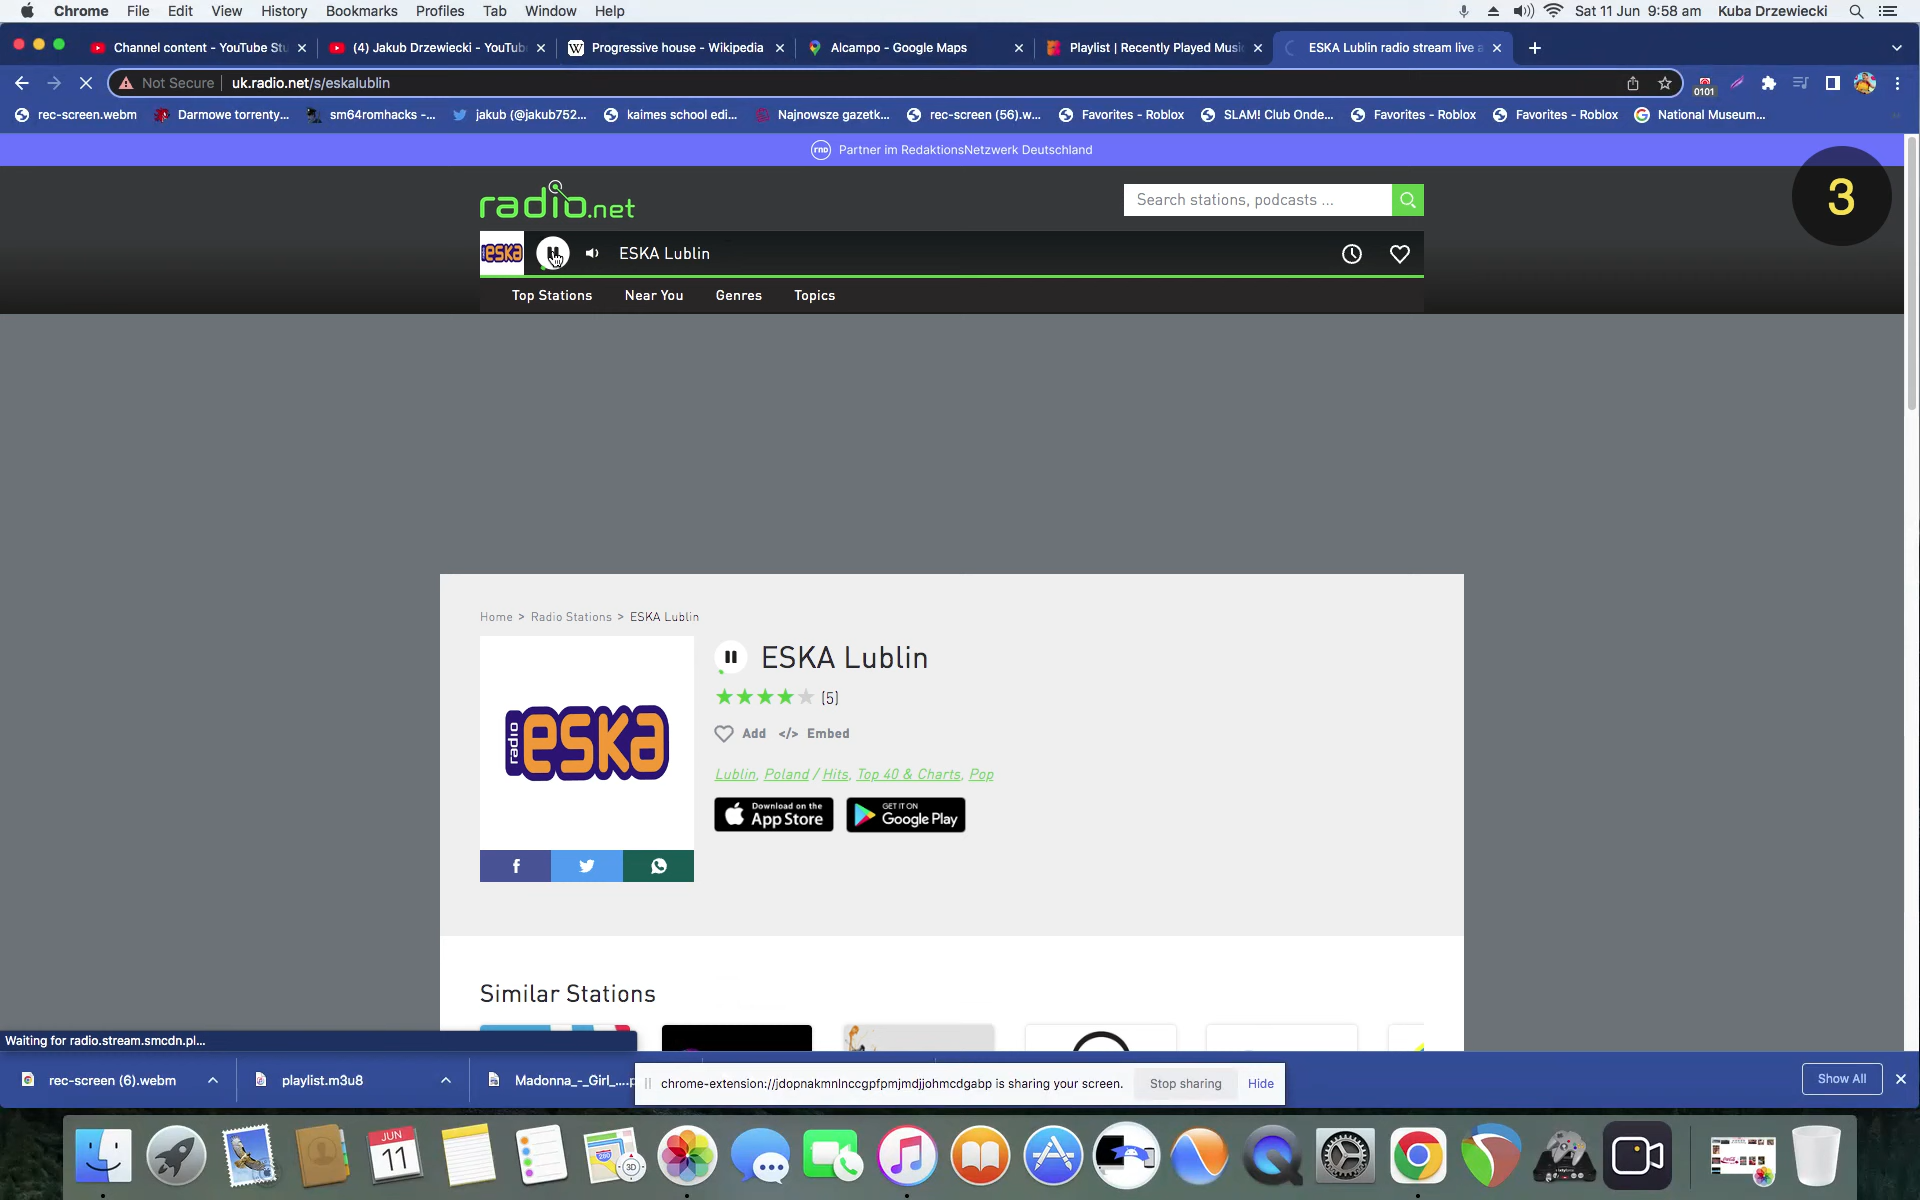 Chrome File Edit View History Bookmarks Profiles Tab Window Help Sat 11 Jun 9:58 am Kuba Drzewiecki
Channel content - YouTube St (4) Jakub Drzewiecki - YouTub Progressive house - Wikipedia Alcampo - Google Maps Playlist | Recently Played Musi ESKA Lublin radio stream live a
Not Secure uk.radio.net/s/eskalublin 0101
rec-screen.webm Darmowe torrenty... sm64romhacks -... jakub (@jakub752... kaimes school edi... Najnowsze gazetk... rec-screen (56).w... Favorites - Roblox SLAM! Club Onde... Favorites - Roblox Favorites - Roblox National Museum...
rnd Partner im RedaktionsNetzwerk Deutschland
3
radio.net Search stations, podcasts ...
eska ESKA Lublin
Top Stations Near You Genres Topics
Home > Radio Stations > ESKA Lublin
ESKA Lublin
(5)
radio eska
Add </> Embed
Lublin, Poland / Hits, Top 40 & Charts, Pop
Download on the App Store GET IT ON Google Play
f
Similar Stations
Waiting for radio.stream.smcdn.pl...
rec-screen (6).webm playlist.m3u8 Madonna_-_Girl_....p chrome-extension://jdopnakmnlnccgpfpmjmdjjohmcdgabp is sharing your screen. Stop sharing Hide Show All
JUN
11
280
3D